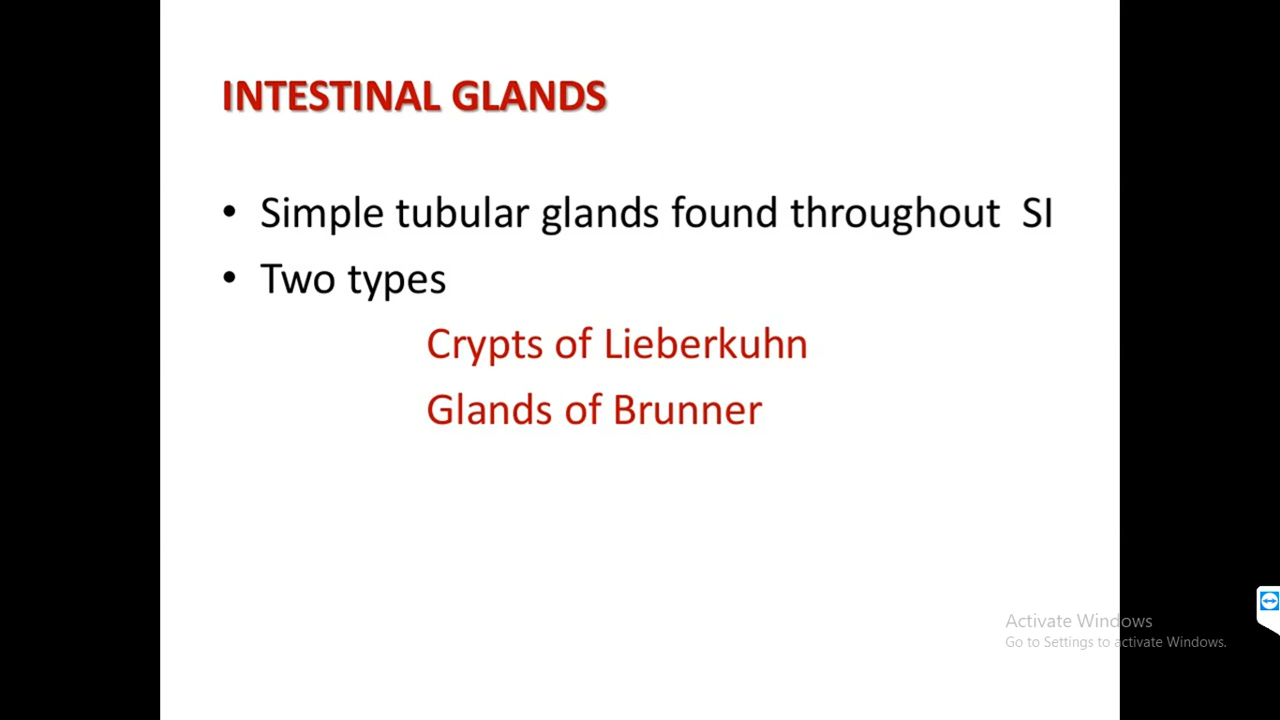 INTESTINAL GLANDS
• Simple tubular glands found throughout SI
• Two types
Crypts of Lieberkuhn
Glands of Brunner
Activate Windows
Go to Settings to activate Windows.